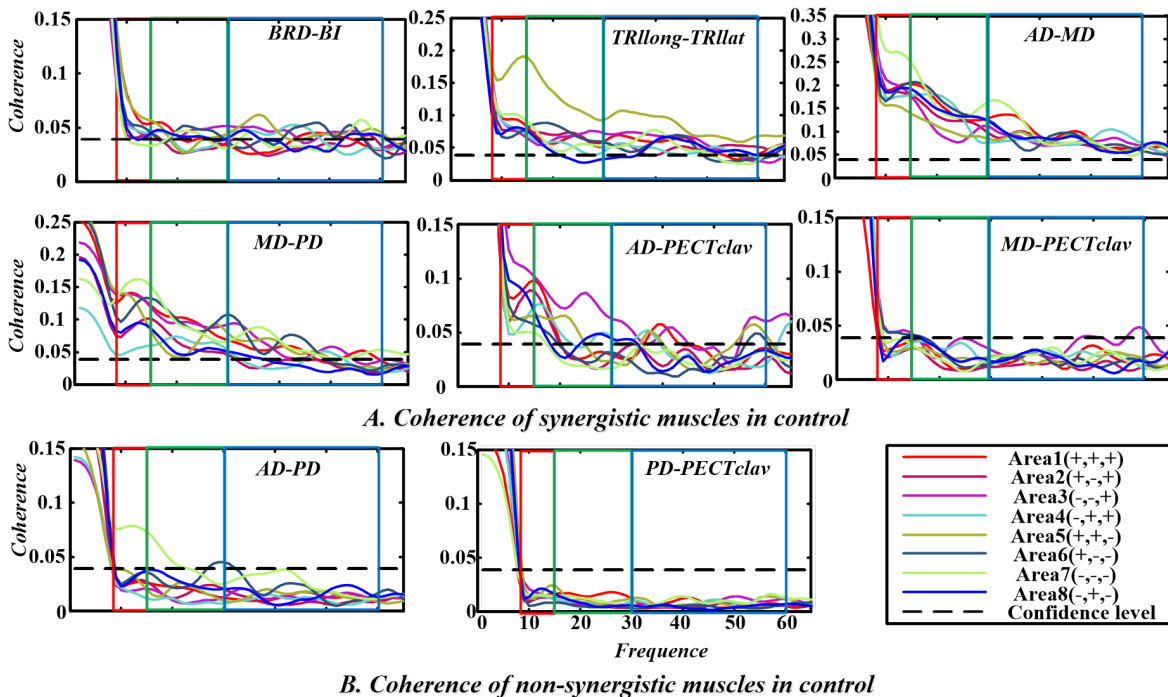 0.15
BRD-BI
0.1
0.05
0
Coherence
0.25
TRllong-TRllat
0.2
0.15
0.1
0.05
0
0.35
AD-MD
0.3
0.25
0.2
0.15
0.1
0.05
0
0.25
MD-PD
0.2
0.15
0.1
0.05
0
Coherence
0.15
AD-PECTclav
0.1
0.05
0
0.15
MD-PECTclav
0.1
0.05
0
A. Coherence of synergistic muscles in control
0.15
AD-PD
0.1
0.05
0
Coherence
0.15
PD-PECTclav
0.1
0.05
0
0 10 20 30 40 50 60
Frequence
Area1(+,+,+)
Area2(+,-,+)
Area3(-,-,+)
Area4(-,+,+)
Area5(+,+,-)
Area6(+,-,-)
Area7(-,-,-)
Area8(-,+,-)
Confidence level
B. Coherence of non-synergistic muscles in control